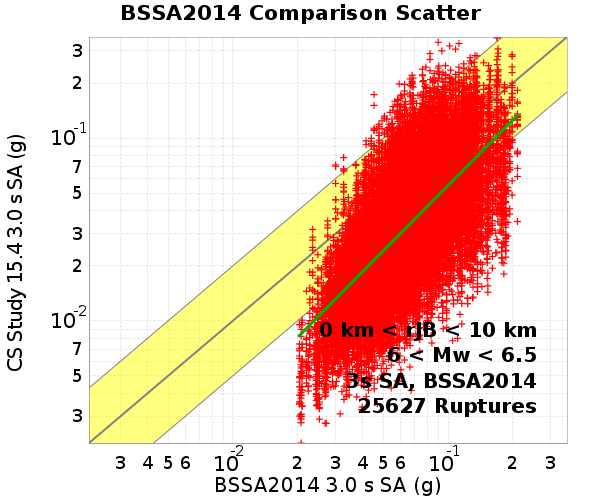 BSSA2014 Comparison Scatter
CS Study 15.4 3.0 s SA (g)
3
2
10-1
7
5
3
2
10-2
7
5
3
0 km < rJB < 10 km
6 < Mw < 6.5
3s SA, BSSA2014
25627 Ruptures
3 4 5 6 10-2 2 3 4 5 6 10-1 2 3
BSSA2014 3.0 s SA (g)